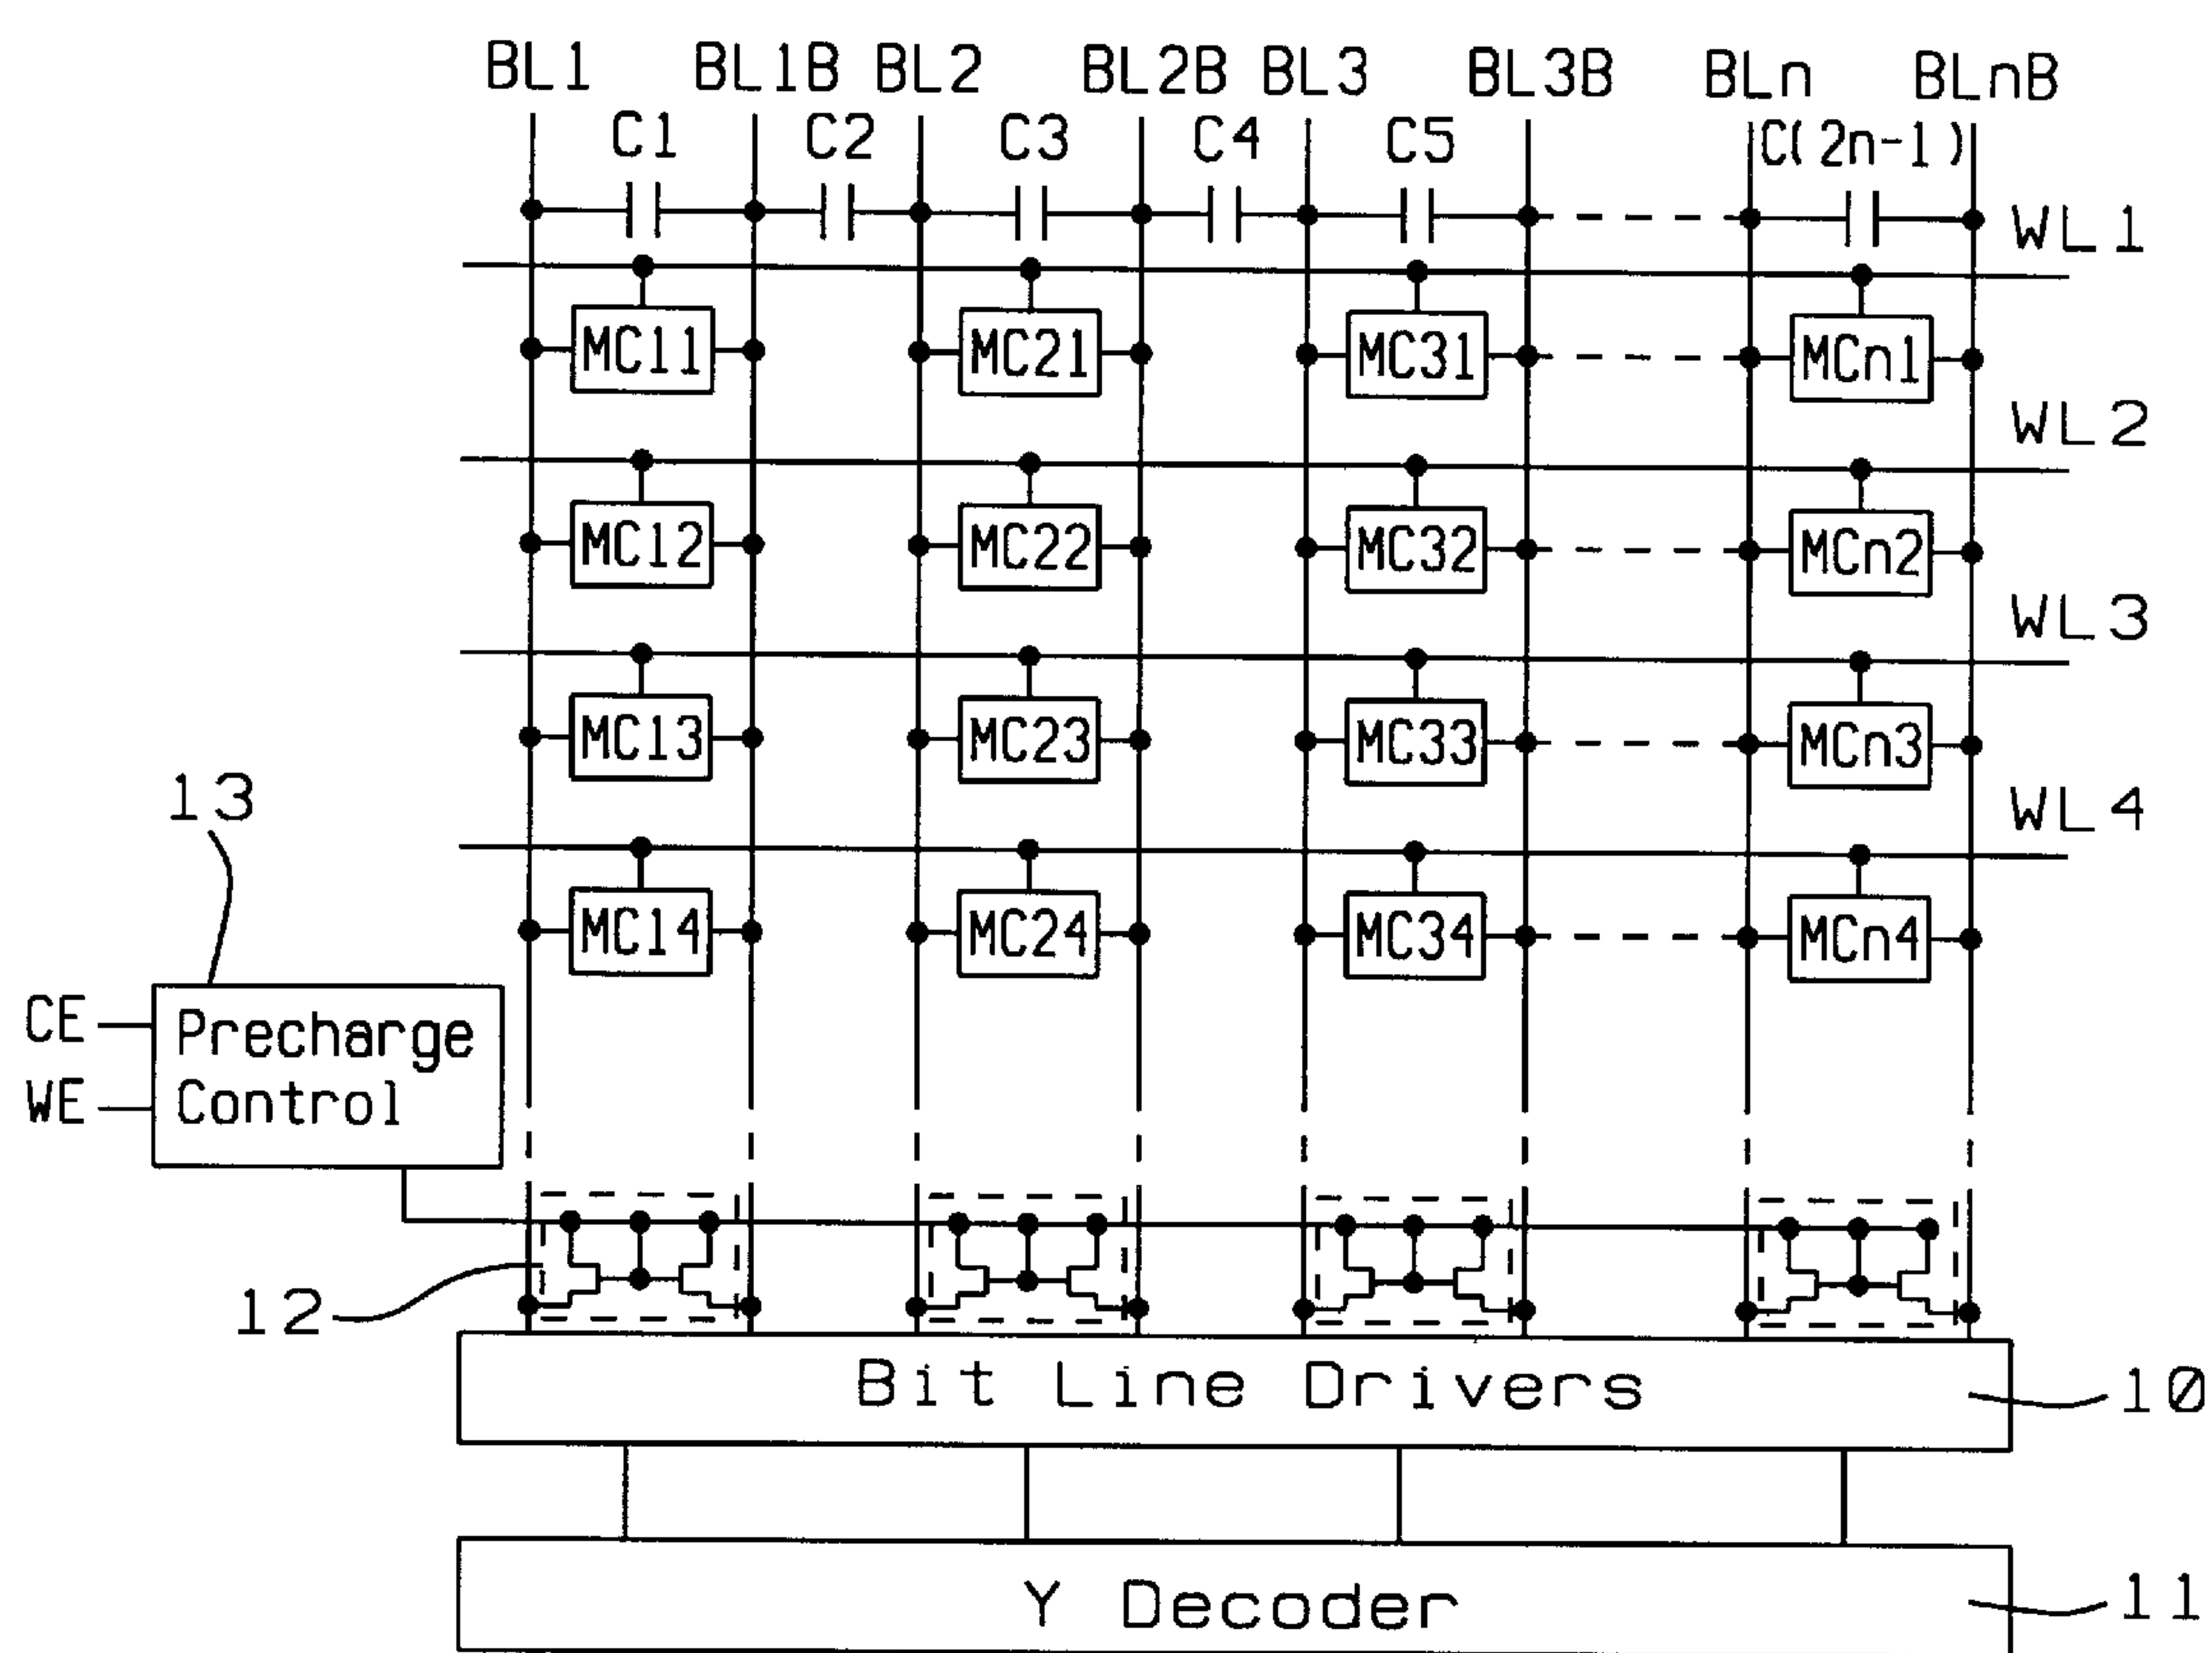 BL1 BL1B BL2 BL2B BL3 BL3B BLn BLnB
C1 C2 C3 C4 C5 C(2n-1)
WL1
MC11 MC21 MC31 MCn1
WL2
MC12 MC22 MC32 MCn2
WL3
MC13 MC23 MC33 MCn3
13
WL4
MC14 MC24 MC34 MCn4
CE Precharge
WE Control
12
Bit Line Drivers 10
Y Decoder 11